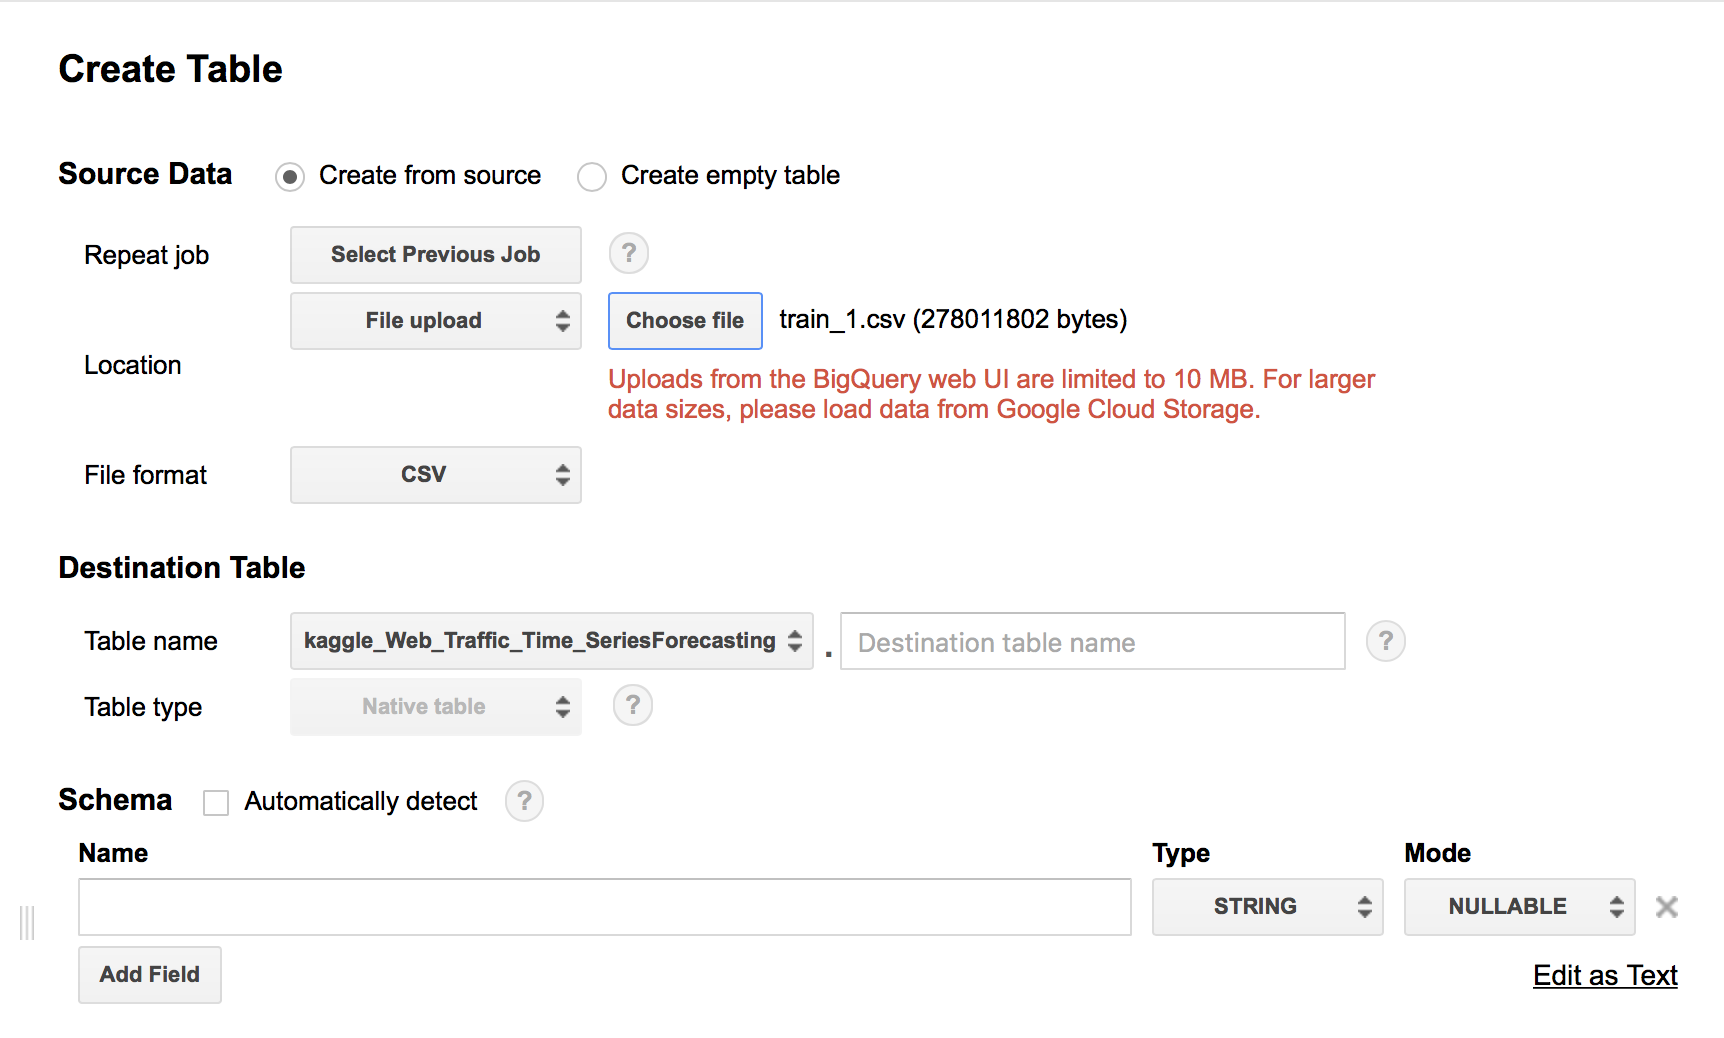 Create Table
Source Data Create from source Create empty table
Repeat job Select Previous Job ?
File upload Choose file train_1.csv (278011802 bytes)
Location
Uploads from the BigQuery web UI are limited to 10 MB. For larger
data sizes, please load data from Google Cloud Storage.
File format CSV
Destination Table
Table name kaggle_Web_Traffic_Time_SeriesForecasting . Destination table name ?
Table type Native table ?
Schema Automatically detect ?
Name Type Mode
STRING NULLABLE
Add Field Edit as Text